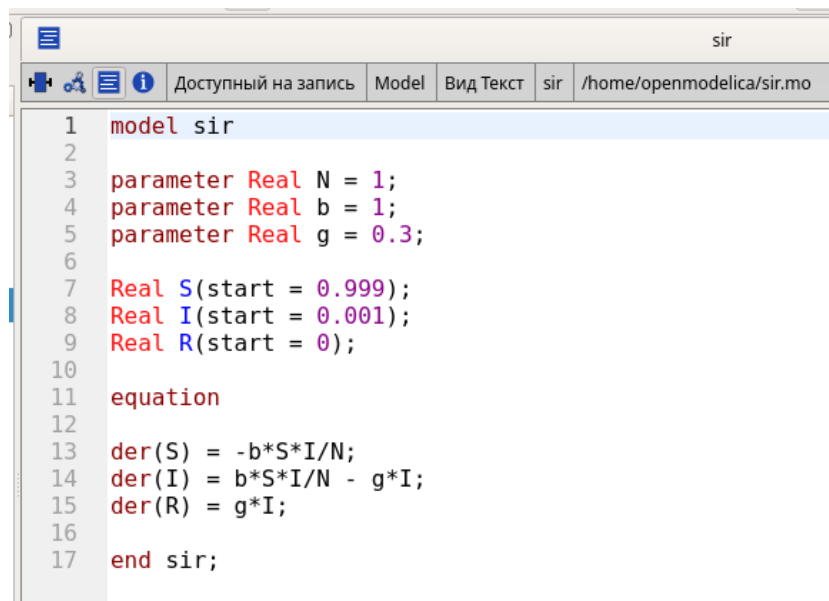 sir
Доступный на запись Model Вид Текст sir /home/openmodelica/sir.mo
1 model sir
2
3 parameter Real N = 1;
4 parameter Real b = 1;
5 parameter Real g = 0.3;
6
7 Real S(start = 0.999);
8 Real I(start = 0.001);
9 Real R(start = 0);
10
11 equation
12
13 der(S) = -b*S*I/N;
14 der(I) = b*S*I/N - g*I;
15 der(R) = g*I;
16
17 end sir;